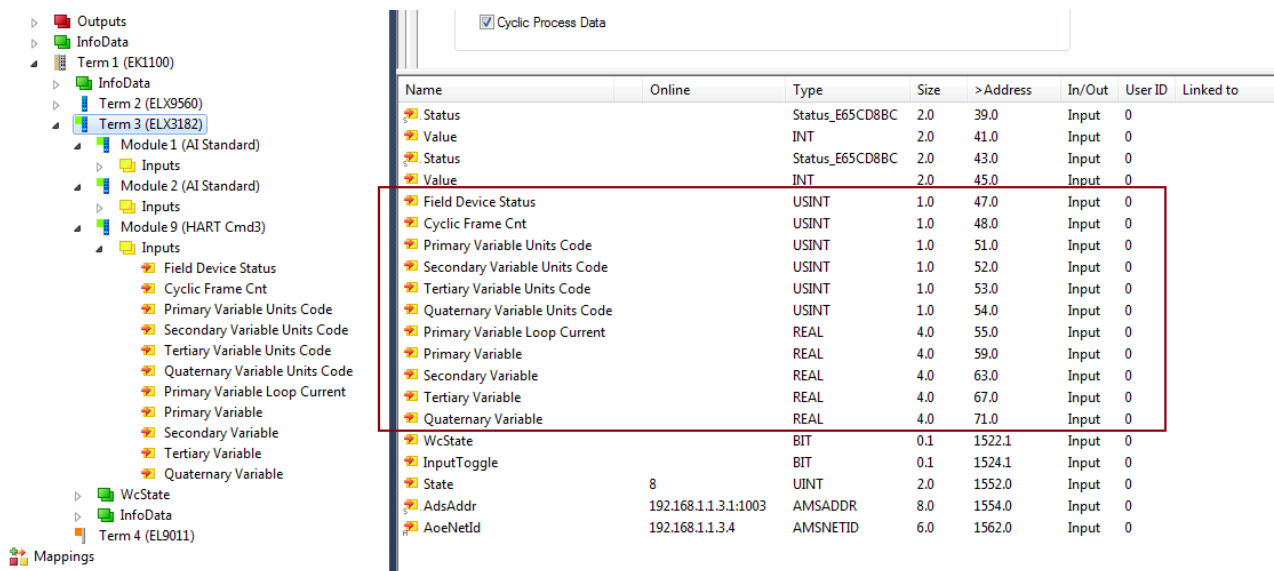 Outputs
InfoData
Term 1 (EK1100)
InfoData
Term 2 (ELX9560)
Term 3 (ELX3182)
Module 1 (AI Standard)
Inputs
Module 2 (AI Standard)
Inputs
Module 9 (HART Cmd3)
Inputs
Field Device Status
Cyclic Frame Cnt
Primary Variable Units Code
Secondary Variable Units Code
Tertiary Variable Units Code
Quaternary Variable Units Code
Primary Variable Loop Current
Primary Variable
Secondary Variable
Tertiary Variable
Quaternary Variable
WcState
InfoData
Term 4 (EL9011)
Mappings
Cyclic Process Data
Name Online Type Size >Address In/Out User ID Linked to
Status Status_E65CD8BC 2.0 39.0 Input 0
Value INT 2.0 41.0 Input 0
Status Status_E65CD8BC 2.0 43.0 Input 0
Value INT 2.0 45.0 Input 0
Field Device Status USINT 1.0 47.0 Input 0
Cyclic Frame Cnt USINT 1.0 48.0 Input 0
Primary Variable Units Code USINT 1.0 51.0 Input 0
Secondary Variable Units Code USINT 1.0 52.0 Input 0
Tertiary Variable Units Code USINT 1.0 53.0 Input 0
Quaternary Variable Units Code USINT 1.0 54.0 Input 0
Primary Variable Loop Current REAL 4.0 55.0 Input 0
Primary Variable REAL 4.0 59.0 Input 0
Secondary Variable REAL 4.0 63.0 Input 0
Tertiary Variable REAL 4.0 67.0 Input 0
Quaternary Variable REAL 4.0 71.0 Input 0
WcState BIT 0.1 1522.1 Input 0
InputToggle BIT 0.1 1524.1 Input 0
State 8 UINT 2.0 1552.0 Input 0
AdsAddr 192.168.1.1.3.1:1003 AMSADDR 8.0 1554.0 Input 0
AoeNetId 192.168.1.1.3.4 AMSNETID 6.0 1562.0 Input 0